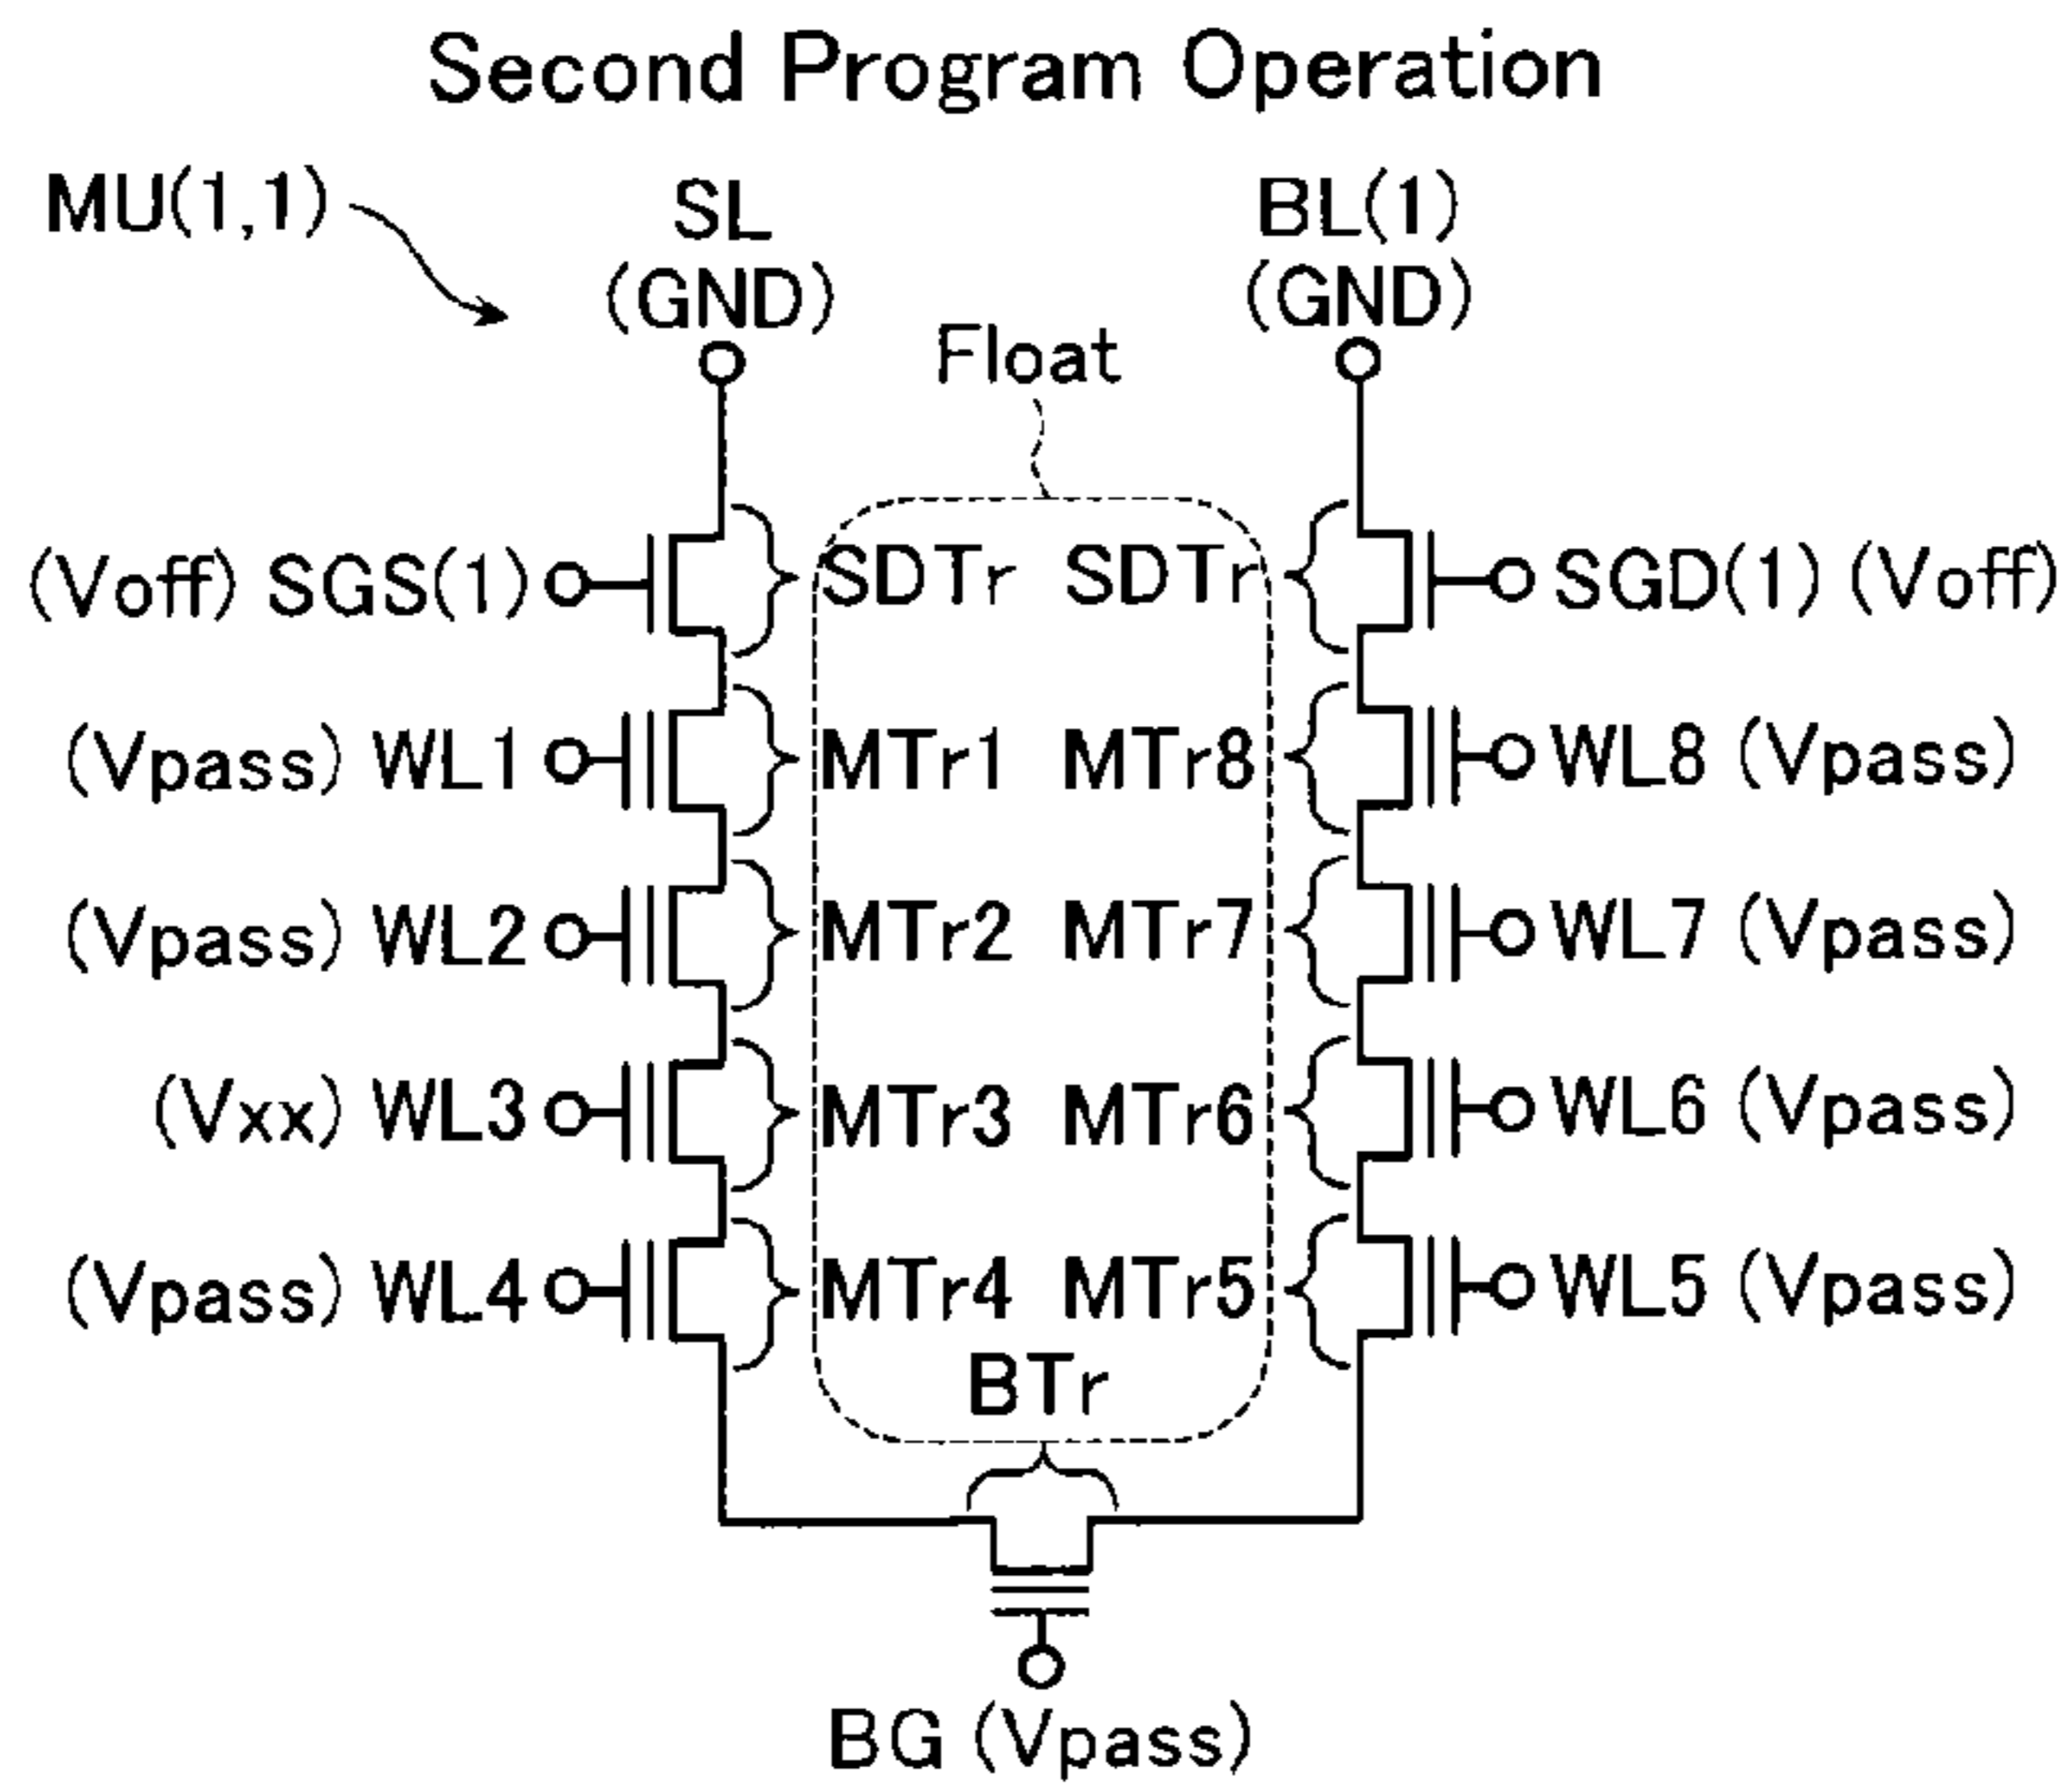 Second Program Operation
MU(1,1)
SL
(GND)
BL(1)
(GND)
Float
(Voff) SGS(1) SDTr SDTr SGD(1) (Voff)
(Vpass) WL1 MTr1 MTr8 WL8 (Vpass)
(Vpass) WL2 MTr2 MTr7 WL7 (Vpass)
(Vxx) WL3 MTr3 MTr6 WL6 (Vpass)
(Vpass) WL4 MTr4 MTr5 WL5 (Vpass)
BTr
BG (Vpass)